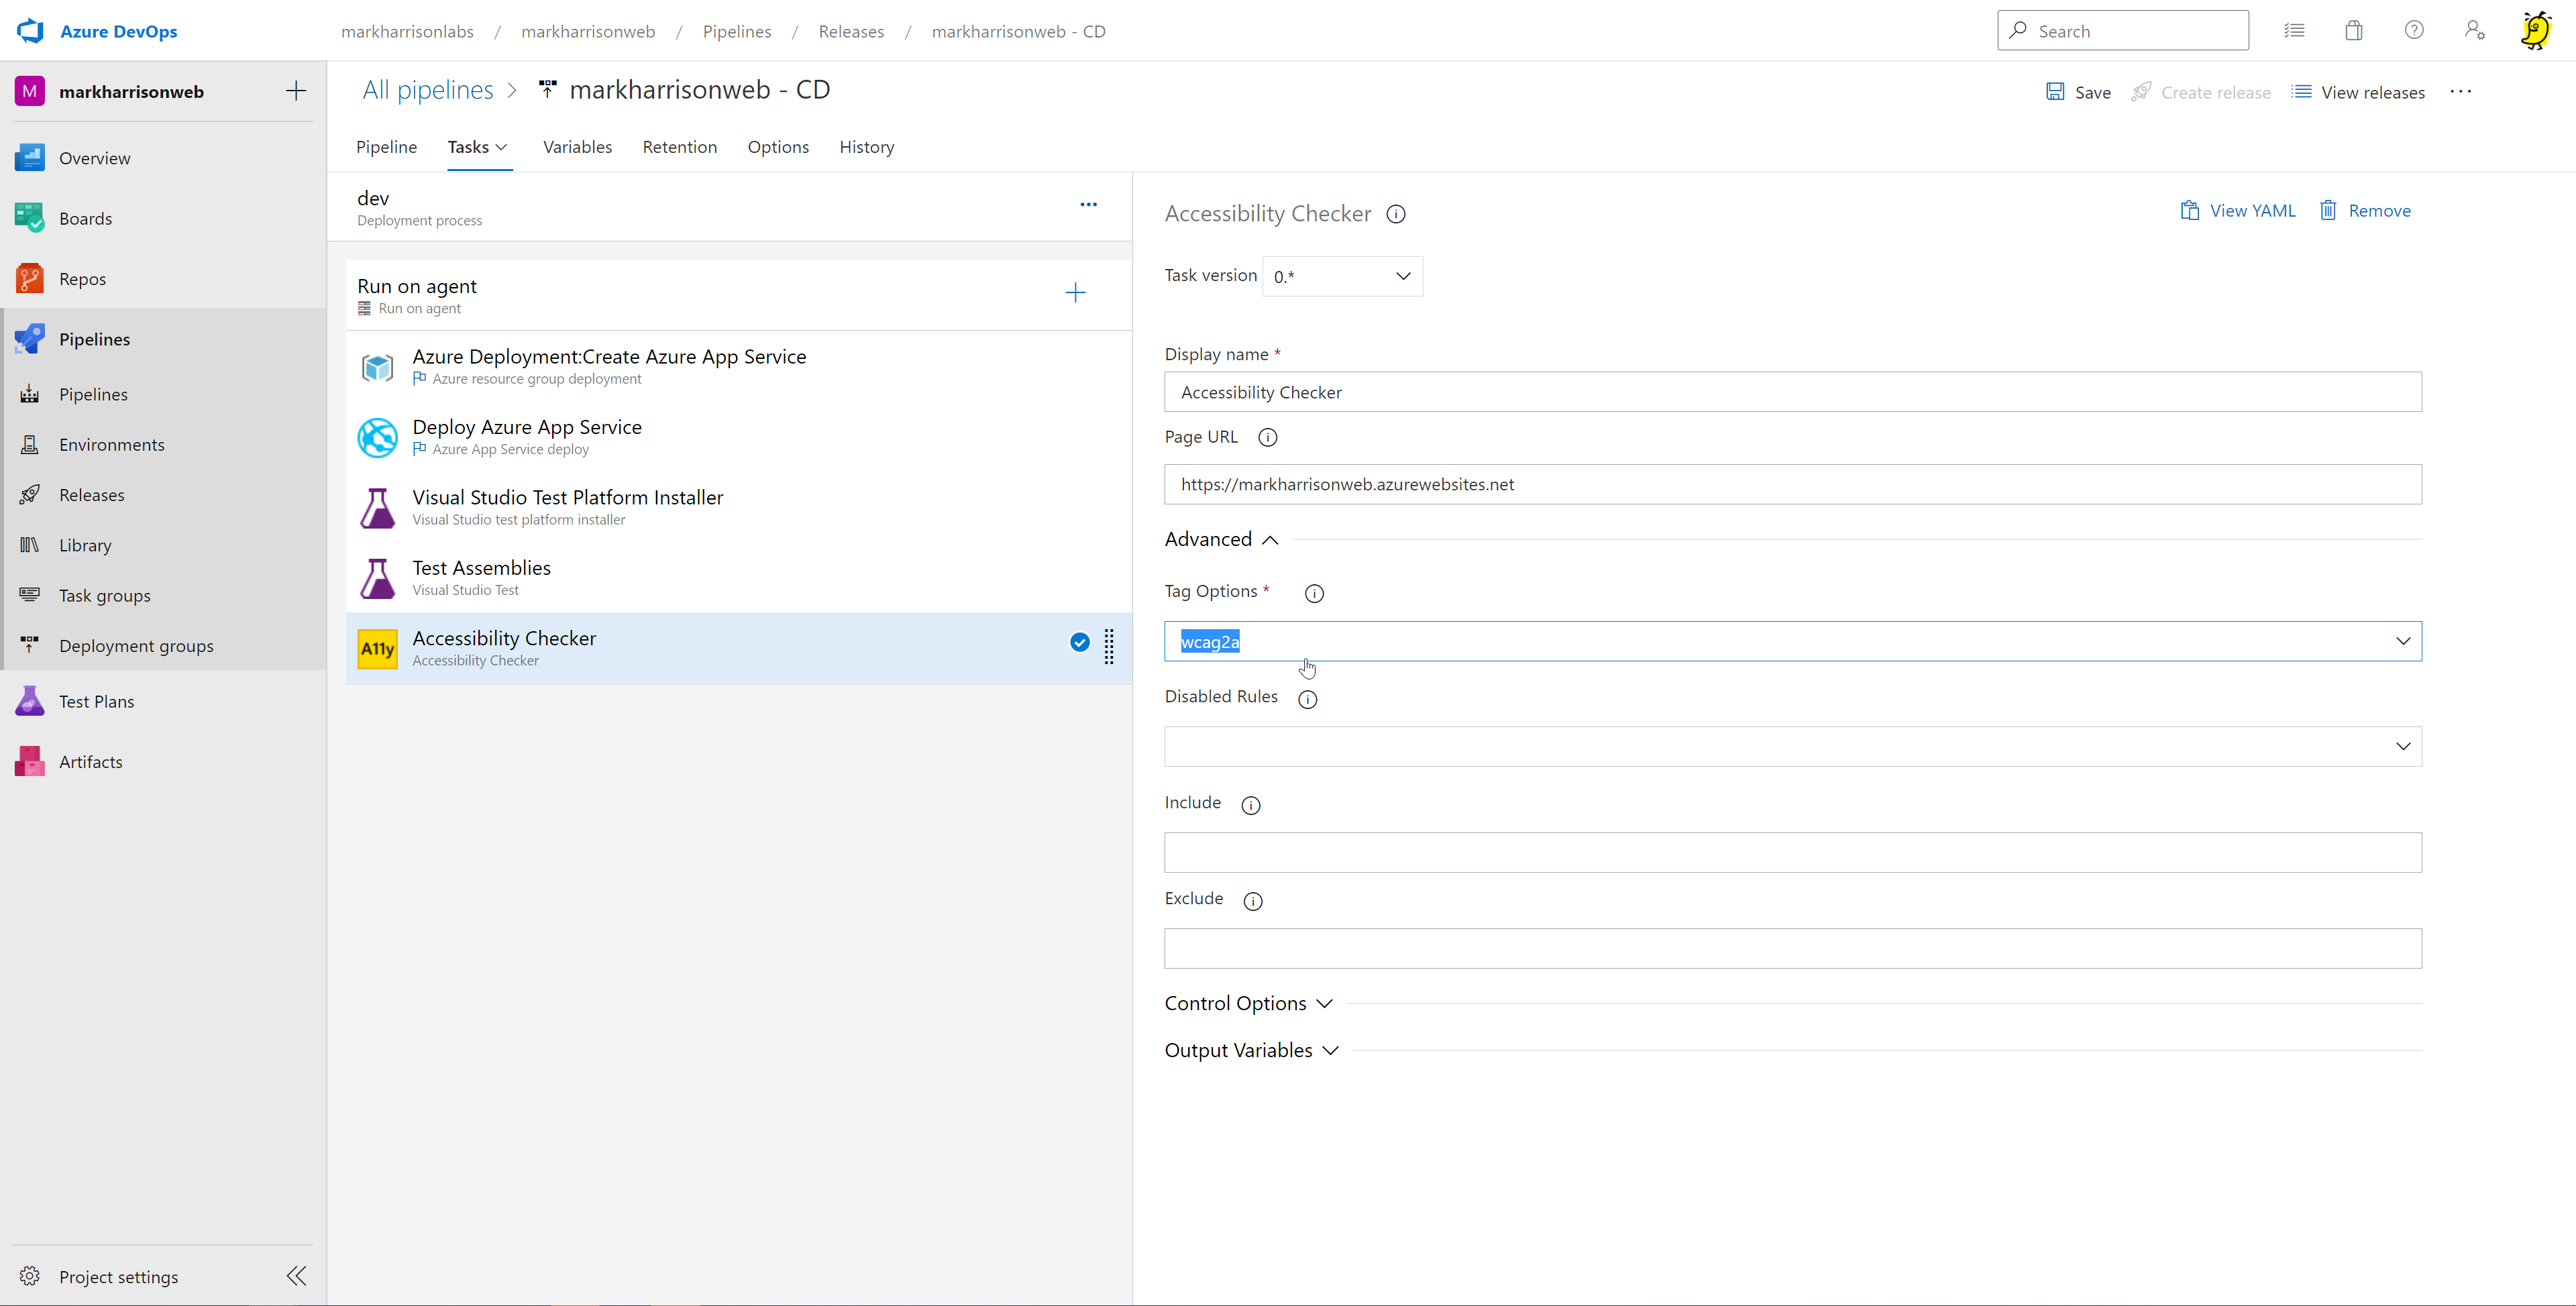 Azure DevOps
markharrisonlabs / markharrisonweb / Pipelines / Releases / markharrisonweb - CD
Search
M markharrisonweb
Overview
Boards
Repos
Pipelines
Pipelines
Environments
Releases
Library
Task groups
Deployment groups
Test Plans
Artifacts
Project settings
All pipelines > markharrisonweb - CD
Save Create release View releases ...
Pipeline Tasks Variables Retention Options History
dev
Deployment process
Run on agent
Run on agent
Azure Deployment:Create Azure App Service
Azure resource group deployment
Deploy Azure App Service
Azure App Service deploy
Visual Studio Test Platform Installer
Visual Studio test platform installer
Test Assemblies
Visual Studio Test
A11y
Accessibility Checker
Accessibility Checker
Accessibility Checker
View YAML Remove
Task version 0.*
Display name *
Accessibility Checker
Page URL
https://markharrisonweb.azurewebsites.net
Advanced
Tag Options *
wcag2a
Disabled Rules
Include
Exclude
Control Options
Output Variables